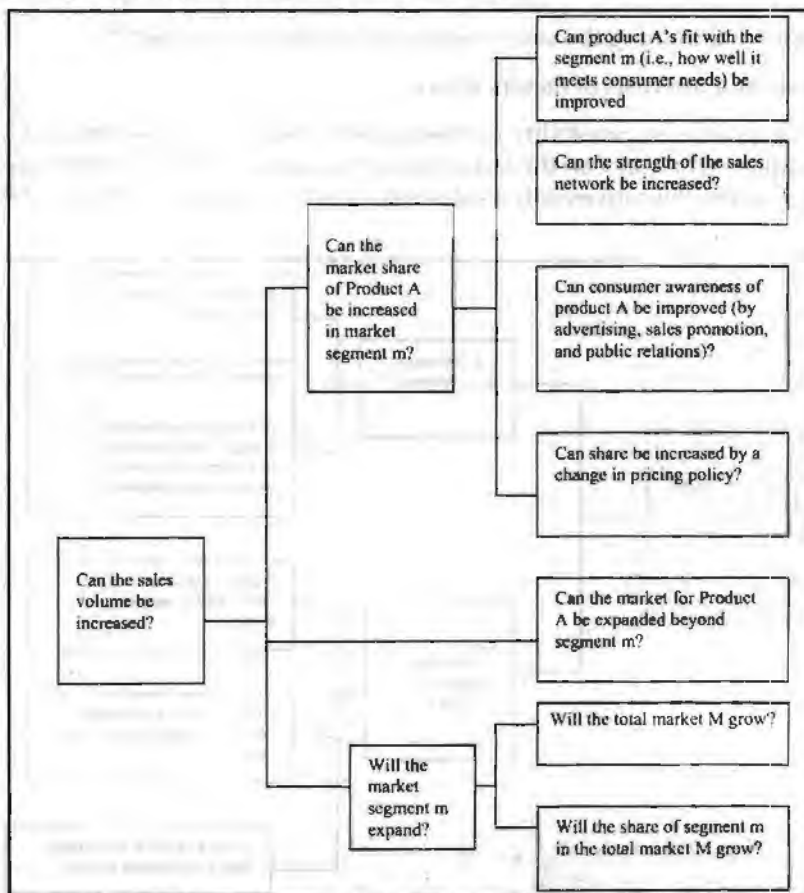 Can product A's fit with the
segment m (i.e., how well it
meets consumer needs) be
improved
Can the strength of the sales
network be increased?
Can the
market share
of Product A
be increased
in market
segment m?
Can consumer awareness of
product A be improved (by
advertising, sales promotion,
and public relations)?
Can share be increased by a
change in pricing policy?
Can the sales
volume be
increased?
Can the market for Product
A be expanded beyond
segment m?
Will the total market M grow?
Will the
market
segment m
expand?
Will the share of segment m
in the total market M grow?